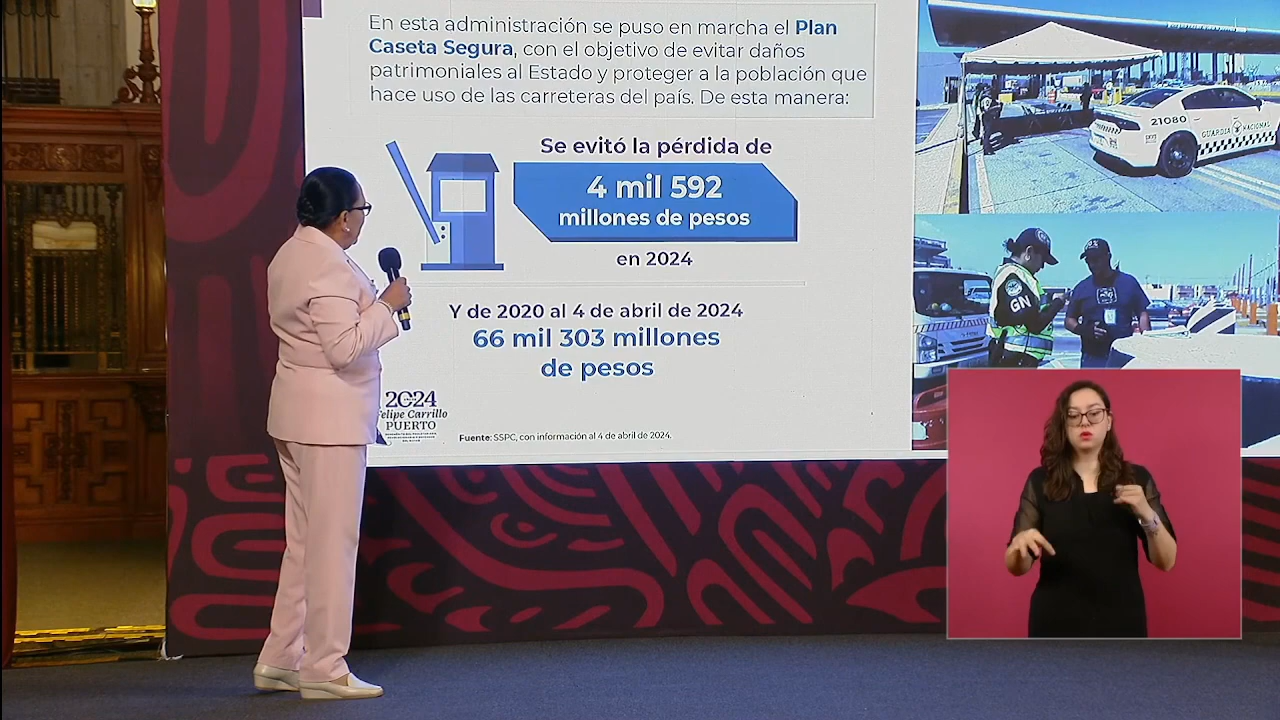 En esta administración se puso en marcha el Plan
Caseta Segura, con el objetivo de evitar daños
patrimoniales al Estado y proteger a la población que
hace uso de las carreteras del país. De esta manera:
Se evitó la pérdida de
4 mil 592
millones de pesos
en 2024
Y de 2020 al 4 de abril de 2024
66 mil 303 millones
de pesos
2024
Felipe Carrillo
PUERTO
Fuente: SSPC, con información al 4 de abril de 2024.
21080
GUARDIA NACIONAL
GN